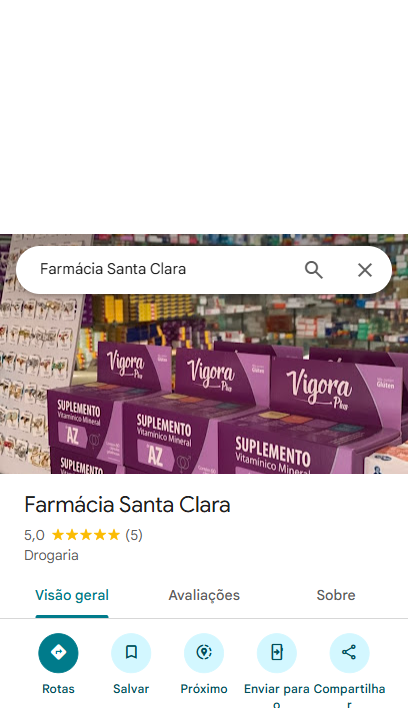 Farmácia Santa Clara
Vigora
Plus
Vigora
Plus
Vigora
Plus
Glúten
Glúten
SUPLEMENTO
Vitamínico Mineral
AZ
SUPLEMENTO
Vitamínico Mineral
AZ
SUPLEMENTO
Vitamínico Mineral
SUPLEMENTO
Farmácia Santa Clara
5,0 ★★★★★ (5)
Drogaria
Visão geral Avaliações Sobre
Rotas Salvar Próximo Enviar para o Compartilhar